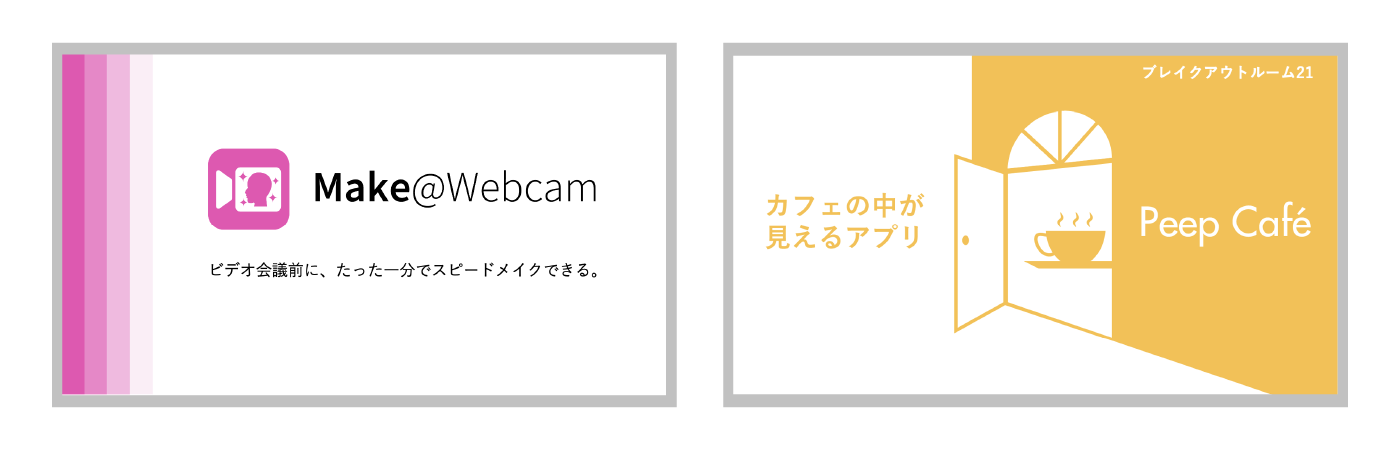 Make@Webcam
ビデオ会議前に、たった一分でスピードメイクできる。
ブレイクアウトルーム21
カフェの中が
見えるアプリ
Peep Café